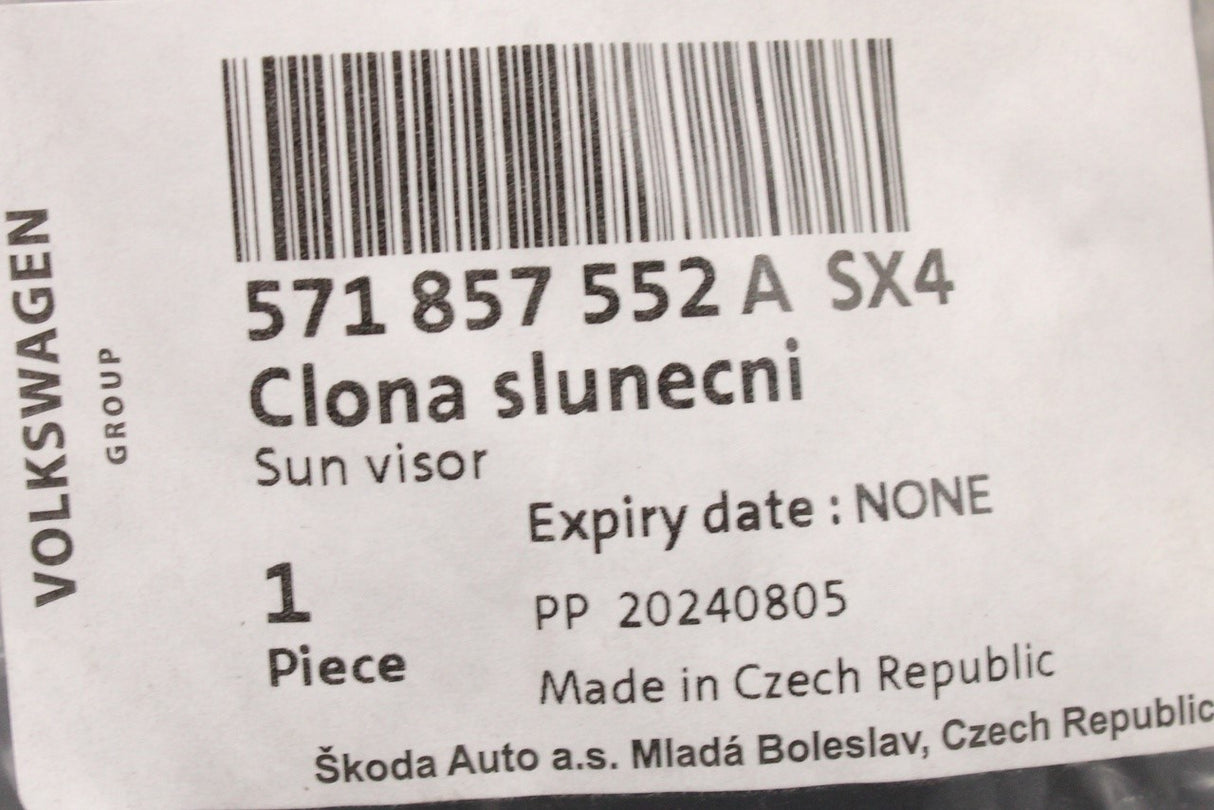 VOLKSWAGEN
GROUP
571 857 552 A SX4
Clona slunecni
Sun visor
Expiry date : NONE
1
Piece
PP 20240805
Made in Czech Republic
Škoda Auto a.s. Mladá Boleslav, Czech Republic